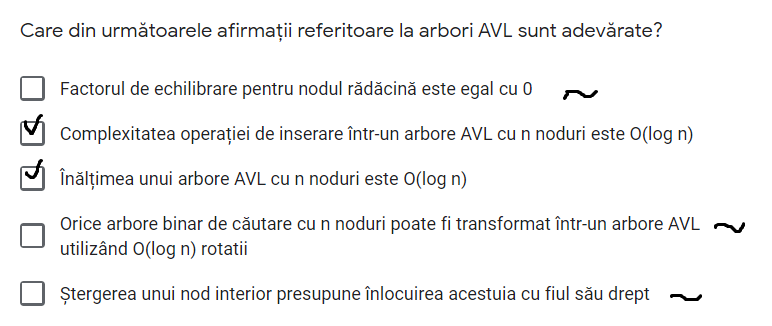 Care din următoarele afirmații referitoare la arbori AVL sunt adevărate?
Factorul de echilibrare pentru nodul rădăcină este egal cu 0
Complexitatea operației de inserare într-un arbore AVL cu n noduri este O(log n)
Înălțimea unui arbore AVL cu n noduri este O(log n)
Orice arbore binar de căutare cu n noduri poate fi transformat într-un arbore AVL
utilizând O(log n) rotatii
Ștergerea unui nod interior presupune înlocuirea acestuia cu fiul său drept